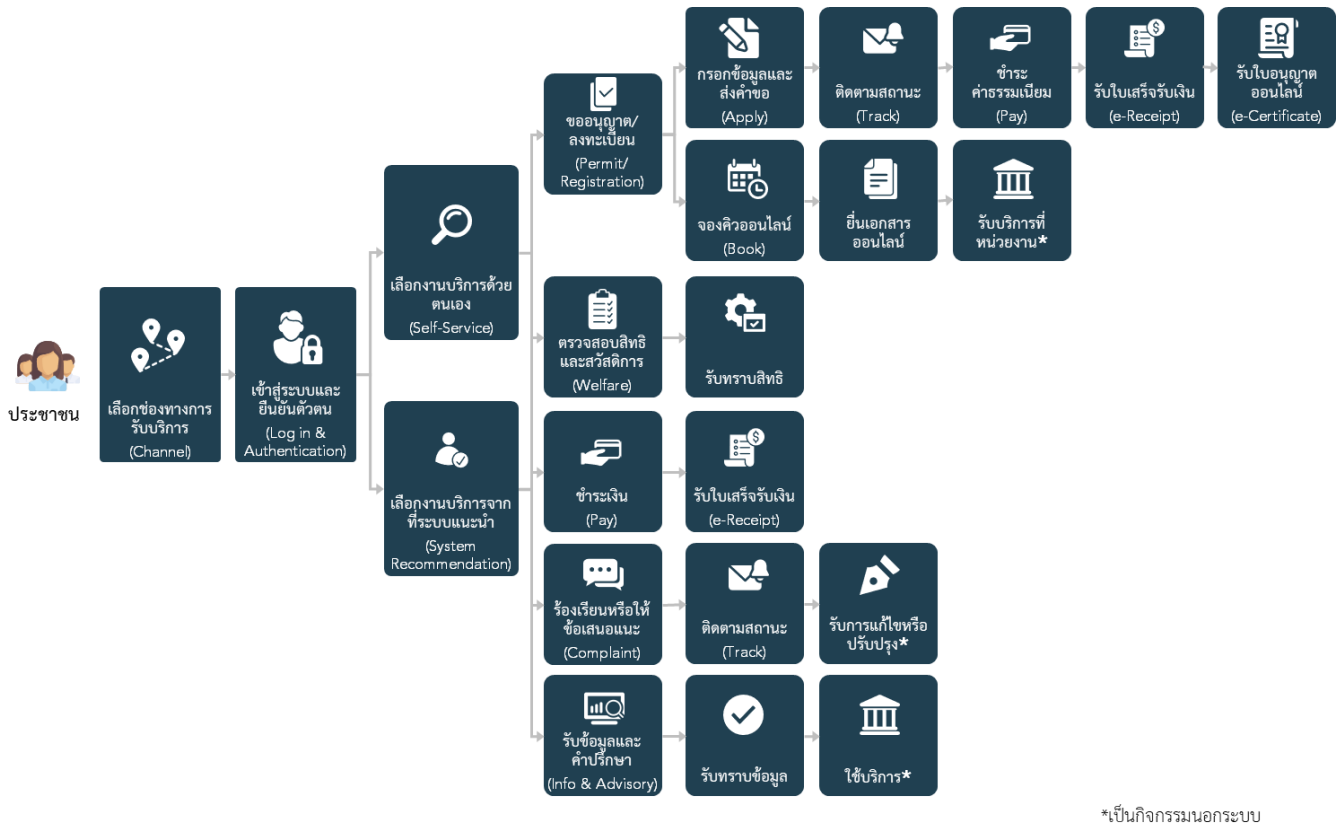 ประชาชน
เลือกช่องทางการ
รับบริการ
(Channel)
เข้าสู่ระบบและ
ยืนยันตัวตน
(Log in &
Authentication)
เลือกงานบริการด้วย
ตนเอง
(Self-Service)
เลือกงานบริการจาก
ที่ระบบแนะนำ
(System
Recommendation)
ขออนุญาต/
ลงทะเบียน
(Permit/
Registration)
กรอกข้อมูลและ
ส่งคำขอ
(Apply)
ติดตามสถานะ
(Track)
ชำระ
ค่าธรรมเนียม
(Pay)
รับใบเสร็จรับเงิน
(e-Receipt)
รับใบอนุญาต
ออนไลน์
(e-Certificate)
จองคิวออนไลน์
(Book)
ยื่นเอกสาร
ออนไลน์
รับบริการที่
หน่วยงาน*
ตรวจสอบสิทธิ
และสวัสดิการ
(Welfare)
รับทราบสิทธิ
ชำระเงิน
(Pay)
รับใบเสร็จรับเงิน
(e-Receipt)
ร้องเรียนหรือให้
ข้อเสนอแนะ
(Complaint)
ติดตามสถานะ
(Track)
รับการแก้ไขหรือ
ปรับปรุง*
รับข้อมูลและ
คำปรึกษา
(Info & Advisory)
รับทราบข้อมูล
ใช้บริการ*
*เป็นกิจกรรมนอกระบบ